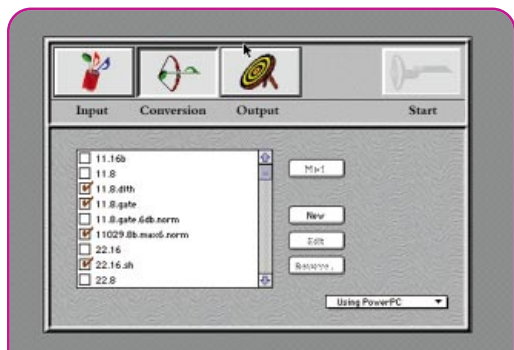 Input Conversion Output Start
11.16b
11.8
11.8.dith
11.8.gate
11.8.gate.6db.norm
11029.8b.max6.norm
22.16
22.16.sh
22.8
New
Edit
Using PowerPC